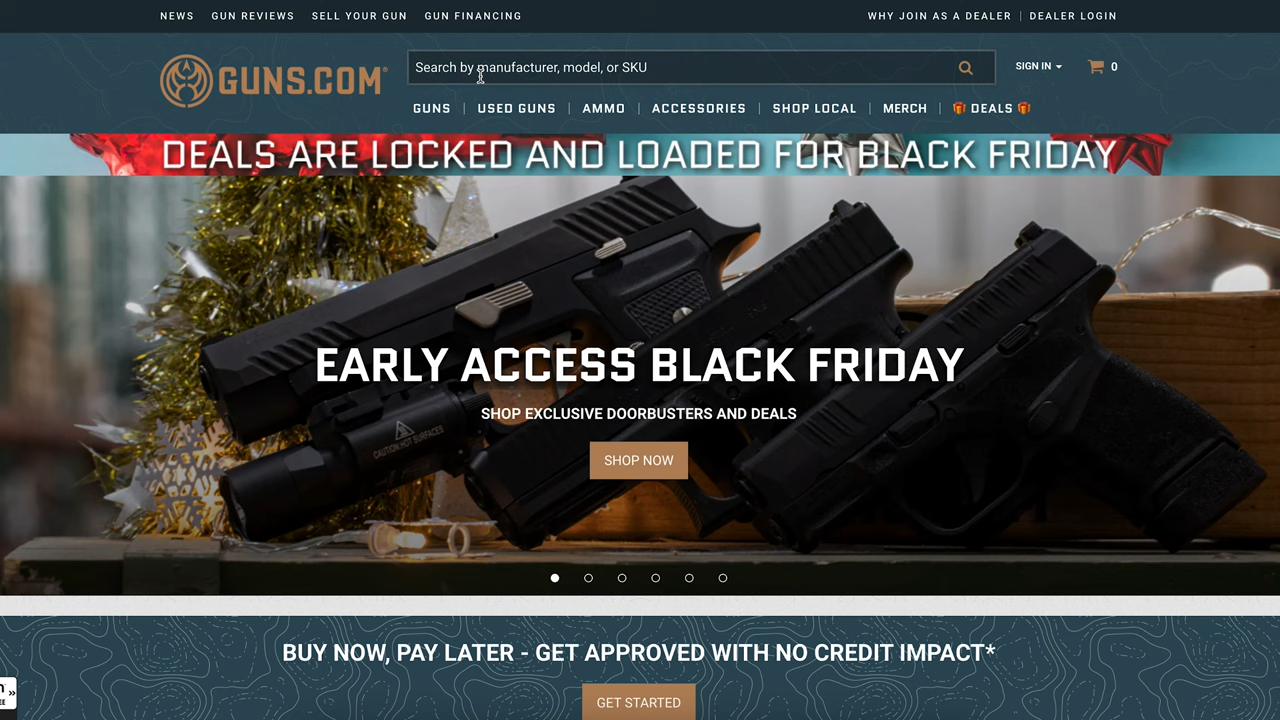 NEWS GUN REVIEWS SELL YOUR GUN GUN FINANCING WHY JOIN AS A DEALER | DEALER LOGIN
GUNS.COM®
Search by manufacturer, model, or SKU
SIGN IN
0
GUNS | USED GUNS | AMMO | ACCESSORIES | SHOP LOCAL | MERCH | 🎁 DEALS 🎁
DEALS ARE LOCKED AND LOADED FOR BLACK FRIDAY
EARLY ACCESS BLACK FRIDAY
SHOP EXCLUSIVE DOORBUSTERS AND DEALS
CAUTION:HOT SURFACES
SHOP NOW
BUY NOW, PAY LATER - GET APPROVED WITH NO CREDIT IMPACT*
GET STARTED